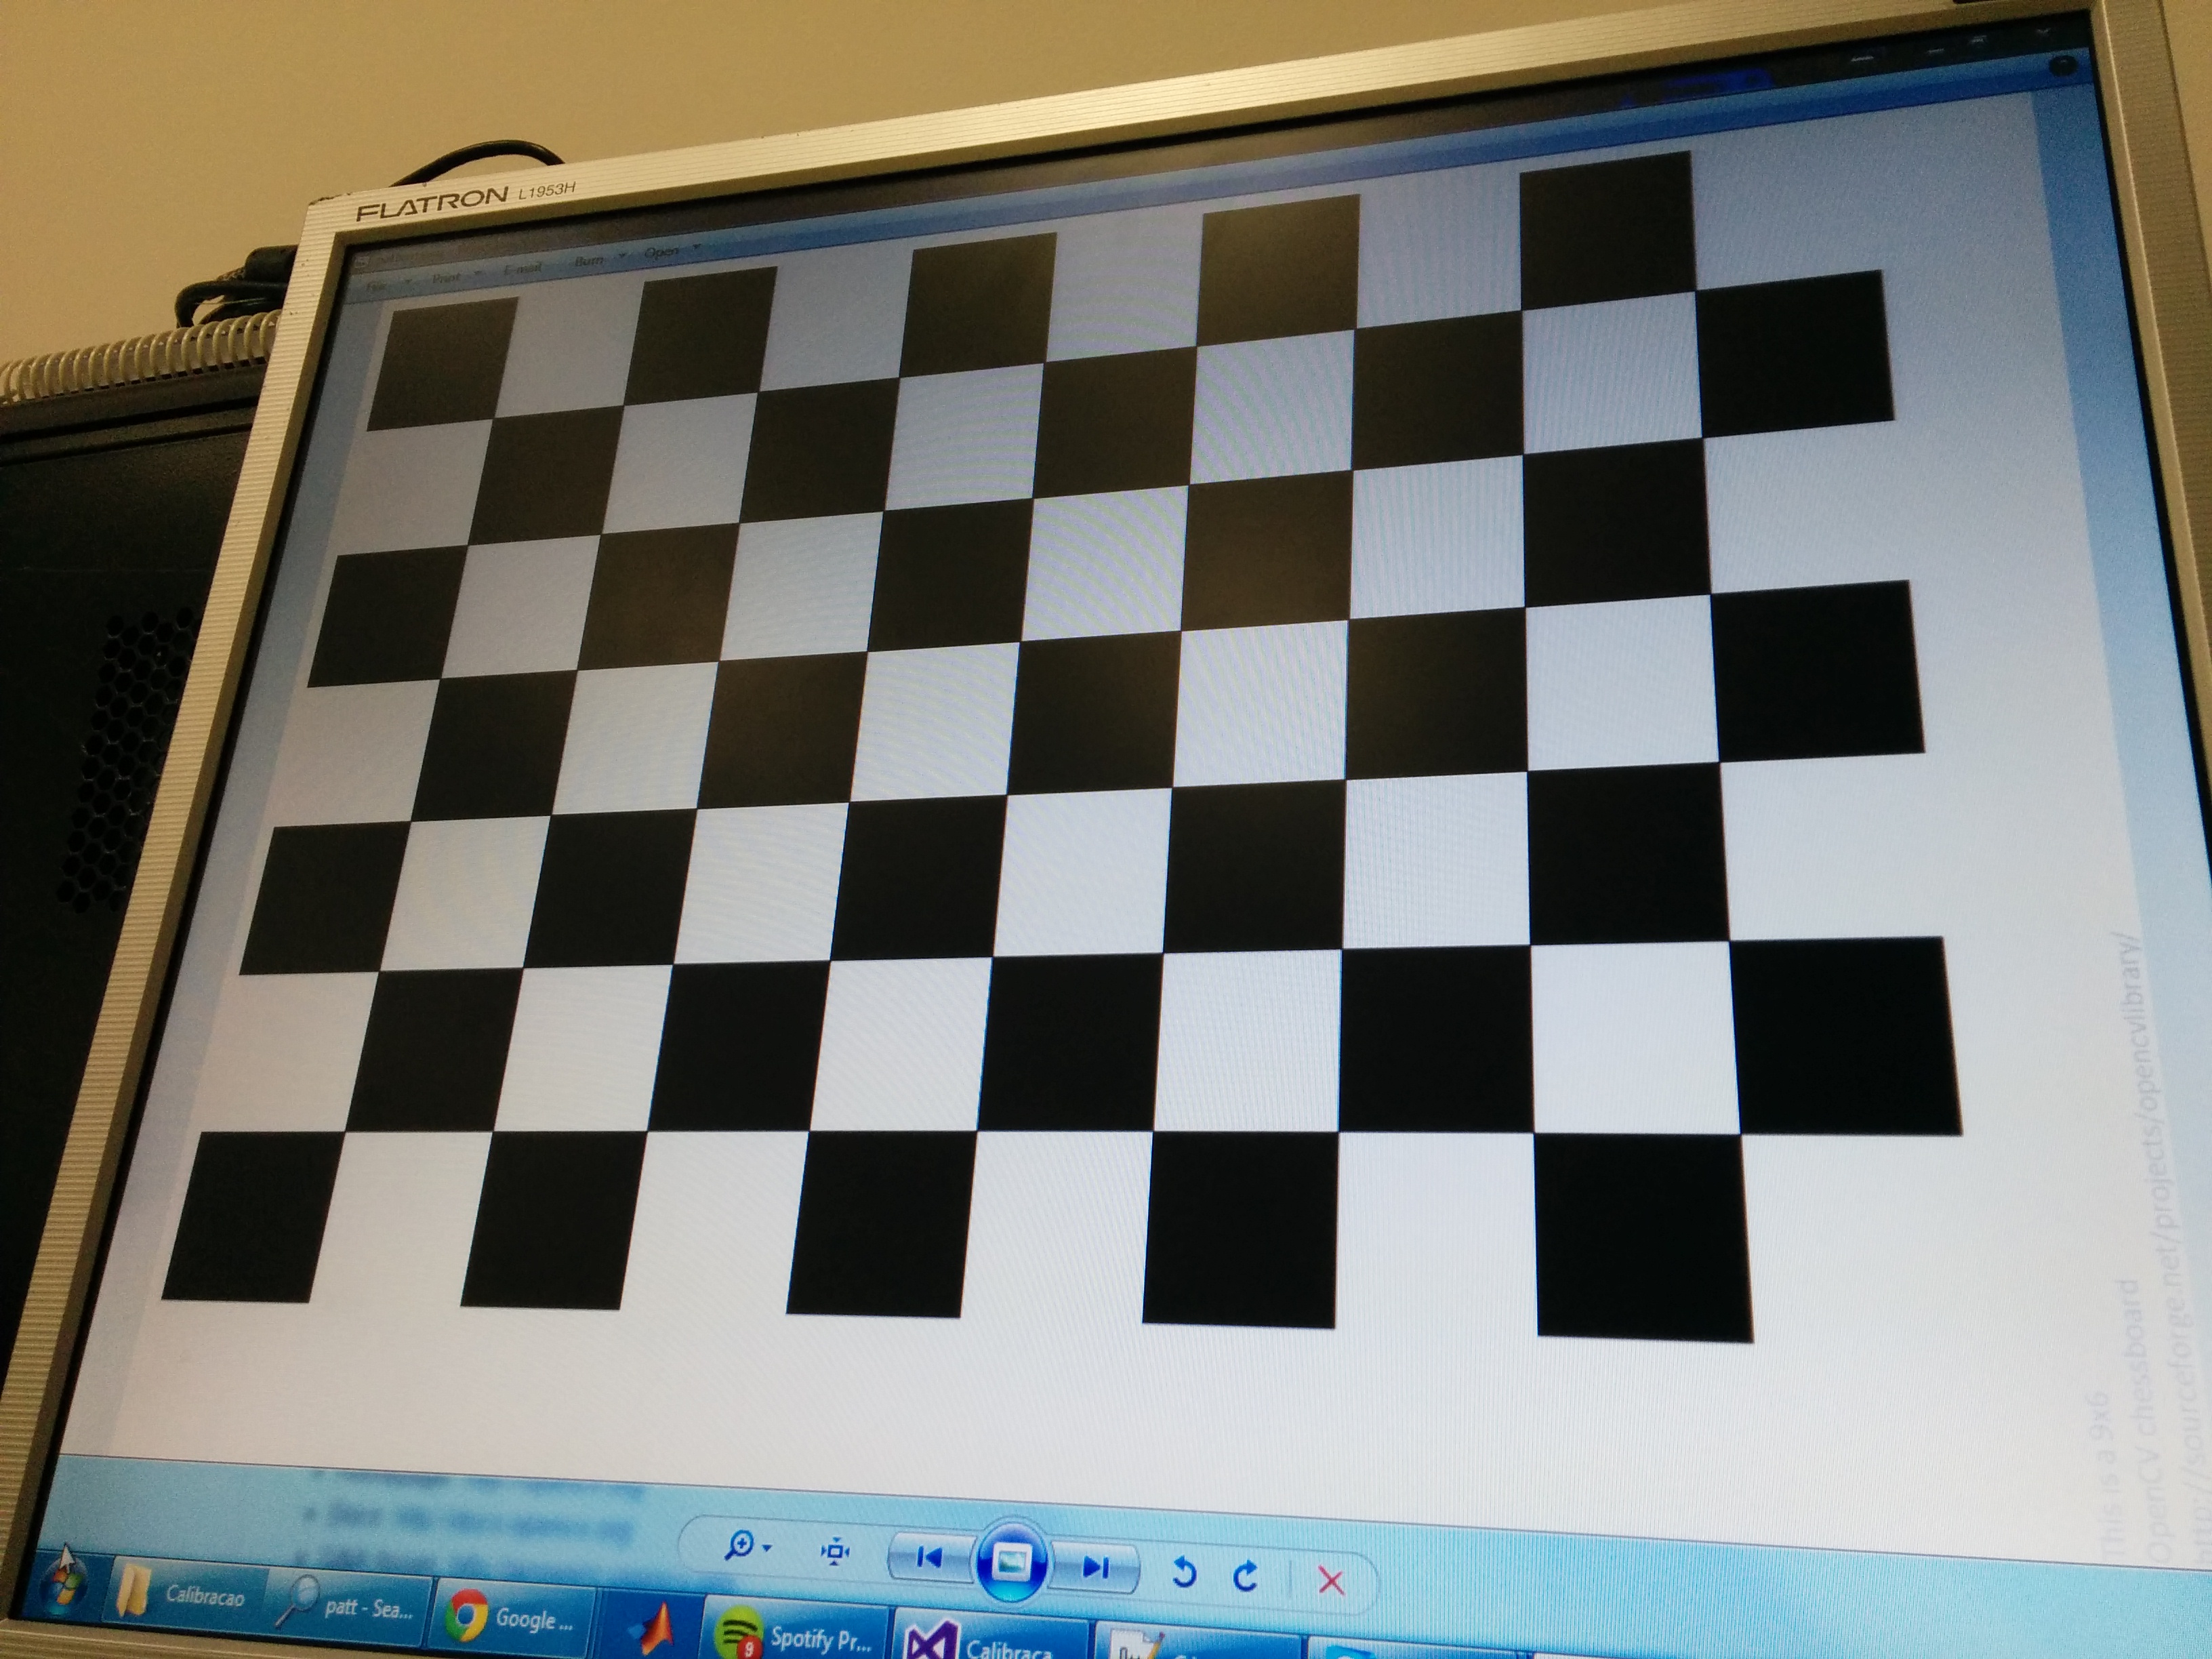 FLATRON L1953H
Print E-mail Burn Open
This is a 9x6
OpenCV chessboard
http://sourceforge.net/projects/opencvlibrary/
Calibracao
patt - Sea...
Google ...
9
Spotify Pr...
Calibraca